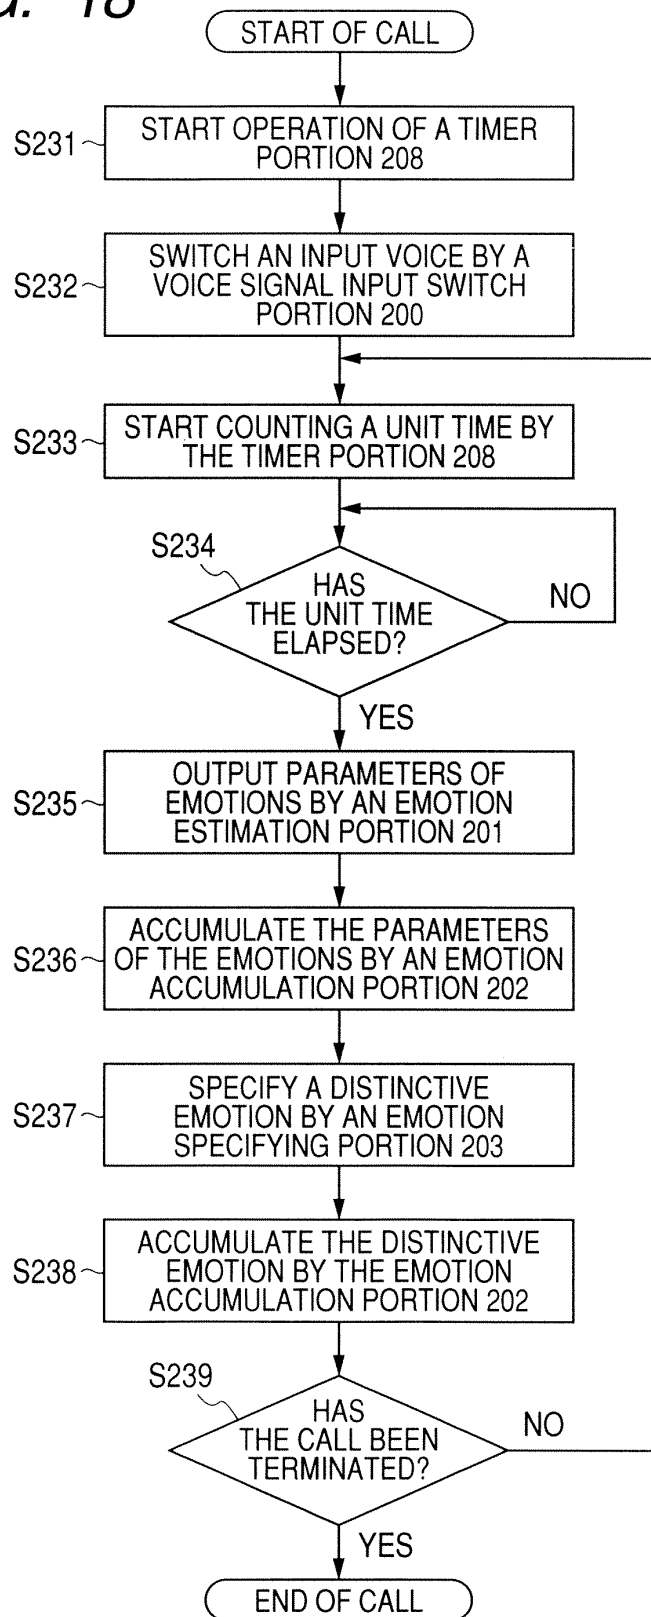 18
START OF CALL
S231
START OPERATION OF A TIMER
PORTION 208
S232
SWITCH AN INPUT VOICE BY A
VOICE SIGNAL INPUT SWITCH
PORTION 200
S233
START COUNTING A UNIT TIME BY
THE TIMER PORTION 208
S234
HAS
THE UNIT TIME
ELAPSED?
NO
YES
S235
OUTPUT PARAMETERS OF
EMOTIONS BY AN EMOTION
ESTIMATION PORTION 201
S236
ACCUMULATE THE PARAMETERS
OF THE EMOTIONS BY AN EMOTION
ACCUMULATION PORTION 202
S237
SPECIFY A DISTINCTIVE
EMOTION BY AN EMOTION
SPECIFYING PORTION 203
S238
ACCUMULATE THE DISTINCTIVE
EMOTION BY THE EMOTION
ACCUMULATION PORTION 202
S239
HAS
THE CALL BEEN
TERMINATED?
NO
YES
END OF CALL